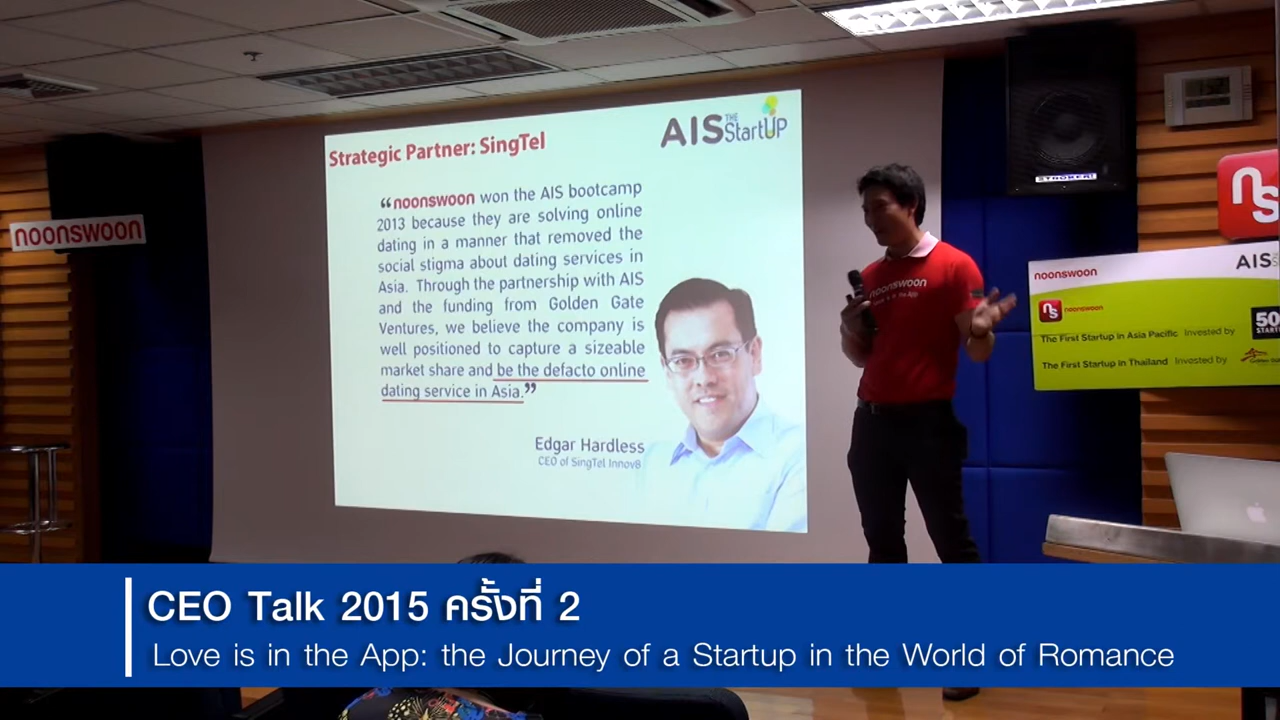 Strategic Partner: SingTel
AIS THE StartUP
“noonswoon won the AIS bootcamp
2013 because they are solving online
dating in a manner that removed the
social stigma about dating services in
Asia. Through the partnership with AIS
and the funding from Golden Gate
Ventures, we believe the company is
well positioned to capture a sizeable
market share and be the defacto online
dating service in Asia.”
Edgar Hardless
CEO of SingTel Innov8
noonswoon
noonswoon
STROKER!
ns
noonswoon
AIS
ns noonswoon
The First Startup in Asia Pacific Invested by
500
The First Startup in Thailand Invested by
CEO Talk 2015 ครั้งที่ 2
Love is in the App: the Journey of a Startup in the World of Romance